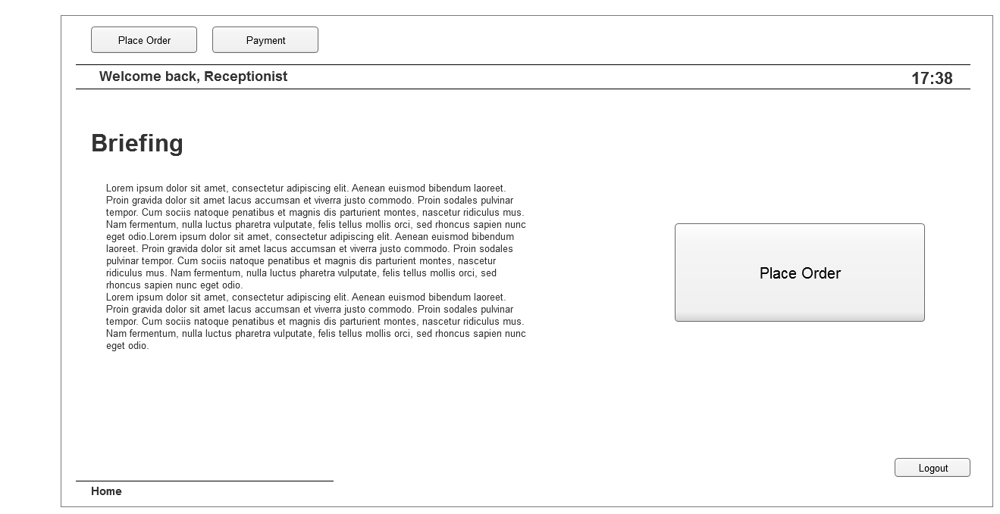 Place Order
Payment
Welcome back, Receptionist
17:38
Briefing
Lorem ipsum dolor sit amet, consectetur adipiscing elit. Aenean euismod bibendum laoreet.
Proin gravida dolor sit amet lacus accumsan et viverra justo commodo. Proin sodales pulvinar
tempor. Cum sociis natoque penatibus et magnis dis parturient montes, nascetur ridiculus mus.
Nam fermentum, nulla luctus pharetra vulputate, felis tellus mollis orci, sed rhoncus sapien nunc
eget odio.Lorem ipsum dolor sit amet, consectetur adipiscing elit. Aenean euismod bibendum
laoreet. Proin gravida dolor sit amet lacus accumsan et viverra justo commodo. Proin sodales
pulvinar tempor. Cum sociis natoque penatibus et magnis dis parturient montes, nascetur
ridiculus mus. Nam fermentum, nulla luctus pharetra vulputate, felis tellus mollis orci, sed
rhoncus sapien nunc eget odio.
Lorem ipsum dolor sit amet, consectetur adipiscing elit. Aenean euismod bibendum laoreet.
Proin gravida dolor sit amet lacus accumsan et viverra justo commodo. Proin sodales pulvinar
tempor. Cum sociis natoque penatibus et magnis dis parturient montes, nascetur ridiculus mus.
Nam fermentum, nulla luctus pharetra vulputate, felis tellus mollis orci, sed rhoncus sapien nunc
eget odio.
Place Order
Logout
Home